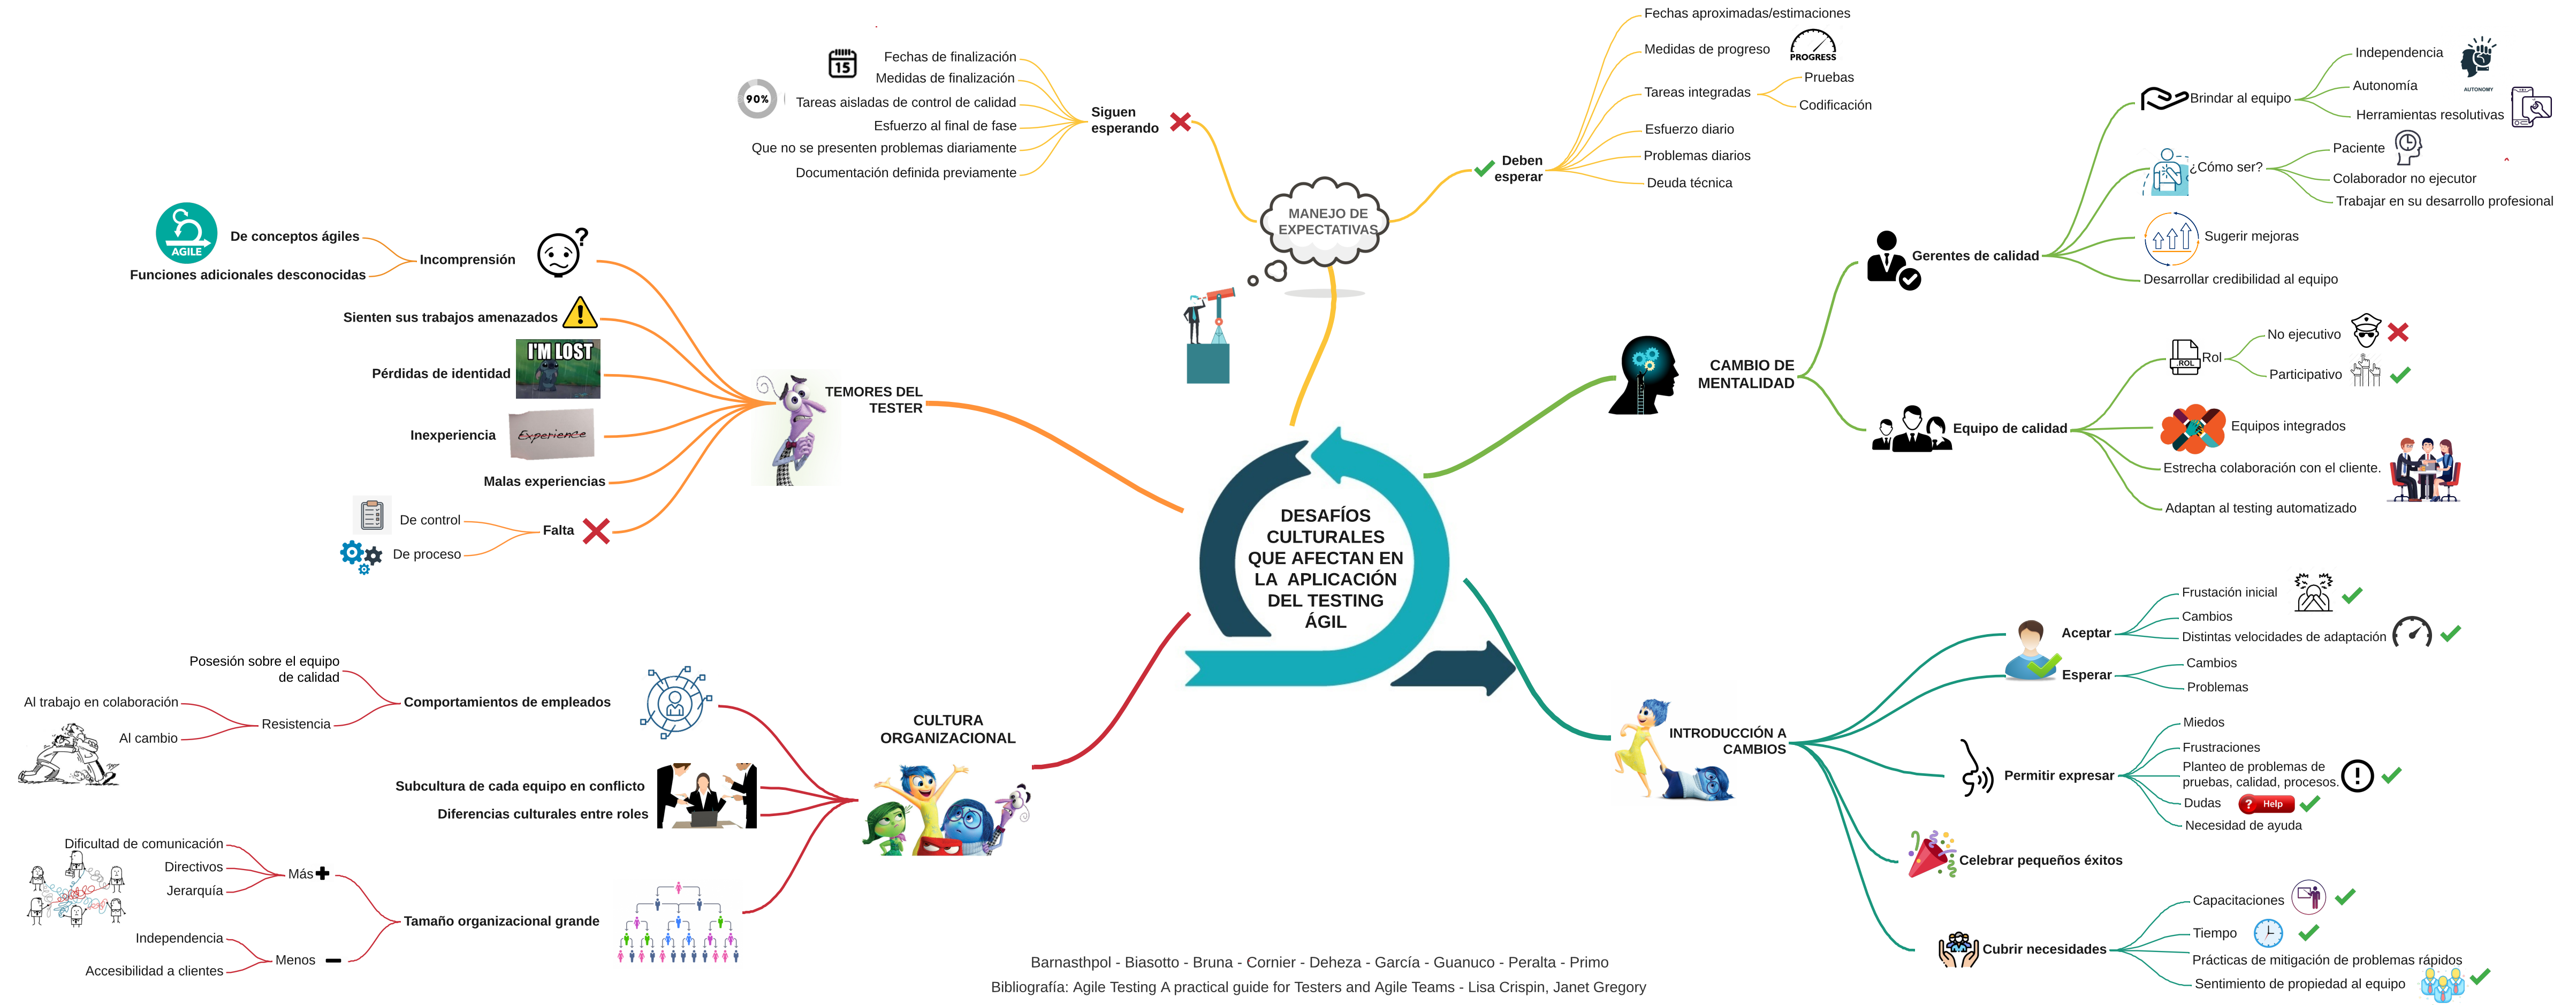 DESAFÍOS
CULTURALES
QUE AFECTAN EN
LA APLICACIÓN
DEL TESTING
ÁGIL
MANEJO DE
EXPECTATIVAS
Siguen
esperando
Fechas de finalización
15
Medidas de finalización
90%
Tareas aisladas de control de calidad
Esfuerzo al final de fase
Que no se presenten problemas diariamente
Documentación definida previamente
Deben
esperar
Fechas aproximadas/estimaciones
Medidas de progreso
PROGRESS
Tareas integradas
Pruebas
Codificación
Esfuerzo diario
Problemas diarios
Deuda técnica
CAMBIO DE
MENTALIDAD
Gerentes de calidad
Brindar al equipo
Independencia
Autonomía
AUTONOMY
Herramientas resolutivas
¿Cómo ser?
Paciente
Colaborador no ejecutor
Trabajar en su desarrollo profesional
Sugerir mejoras
Desarrollar credibilidad al equipo
Equipo de calidad
.ROL
Rol
No ejecutivo
Participativo
Equipos integrados
Estrecha colaboración con el cliente.
Adaptan al testing automatizado
INTRODUCCIÓN A
CAMBIOS
Aceptar
Frustación inicial
Cambios
Distintas velocidades de adaptación
Esperar
Cambios
Problemas
Permitir expresar
Miedos
Frustraciones
Planteo de problemas de
pruebas, calidad, procesos.
Dudas
? Help
Necesidad de ayuda
Celebrar pequeños éxitos
Cubrir necesidades
Capacitaciones
Tiempo
Prácticas de mitigación de problemas rápidos
Sentimiento de propiedad al equipo
TEMORES DEL
TESTER
Incomprensión
?
De conceptos ágiles
AGILE
Funciones adicionales desconocidas
Sienten sus trabajos amenazados
Pérdidas de identidad
I'M LOST
Inexperiencia
Experience
Malas experiencias
Falta
De control
De proceso
CULTURA
ORGANIZACIONAL
Comportamientos de empleados
Posesión sobre el equipo
de calidad
Resistencia
Al trabajo en colaboración
Al cambio
Subcultura de cada equipo en conflicto
Diferencias culturales entre roles
Tamaño organizacional grande
Más
Dificultad de comunicación
Directivos
Jerarquía
Menos
Independencia
Accesibilidad a clientes
Barnasthpol - Biasotto - Bruna - Cornier - Deheza - García - Guanuco - Peralta - Primo
Bibliografía: Agile Testing A practical guide for Testers and Agile Teams - Lisa Crispin, Janet Gregory